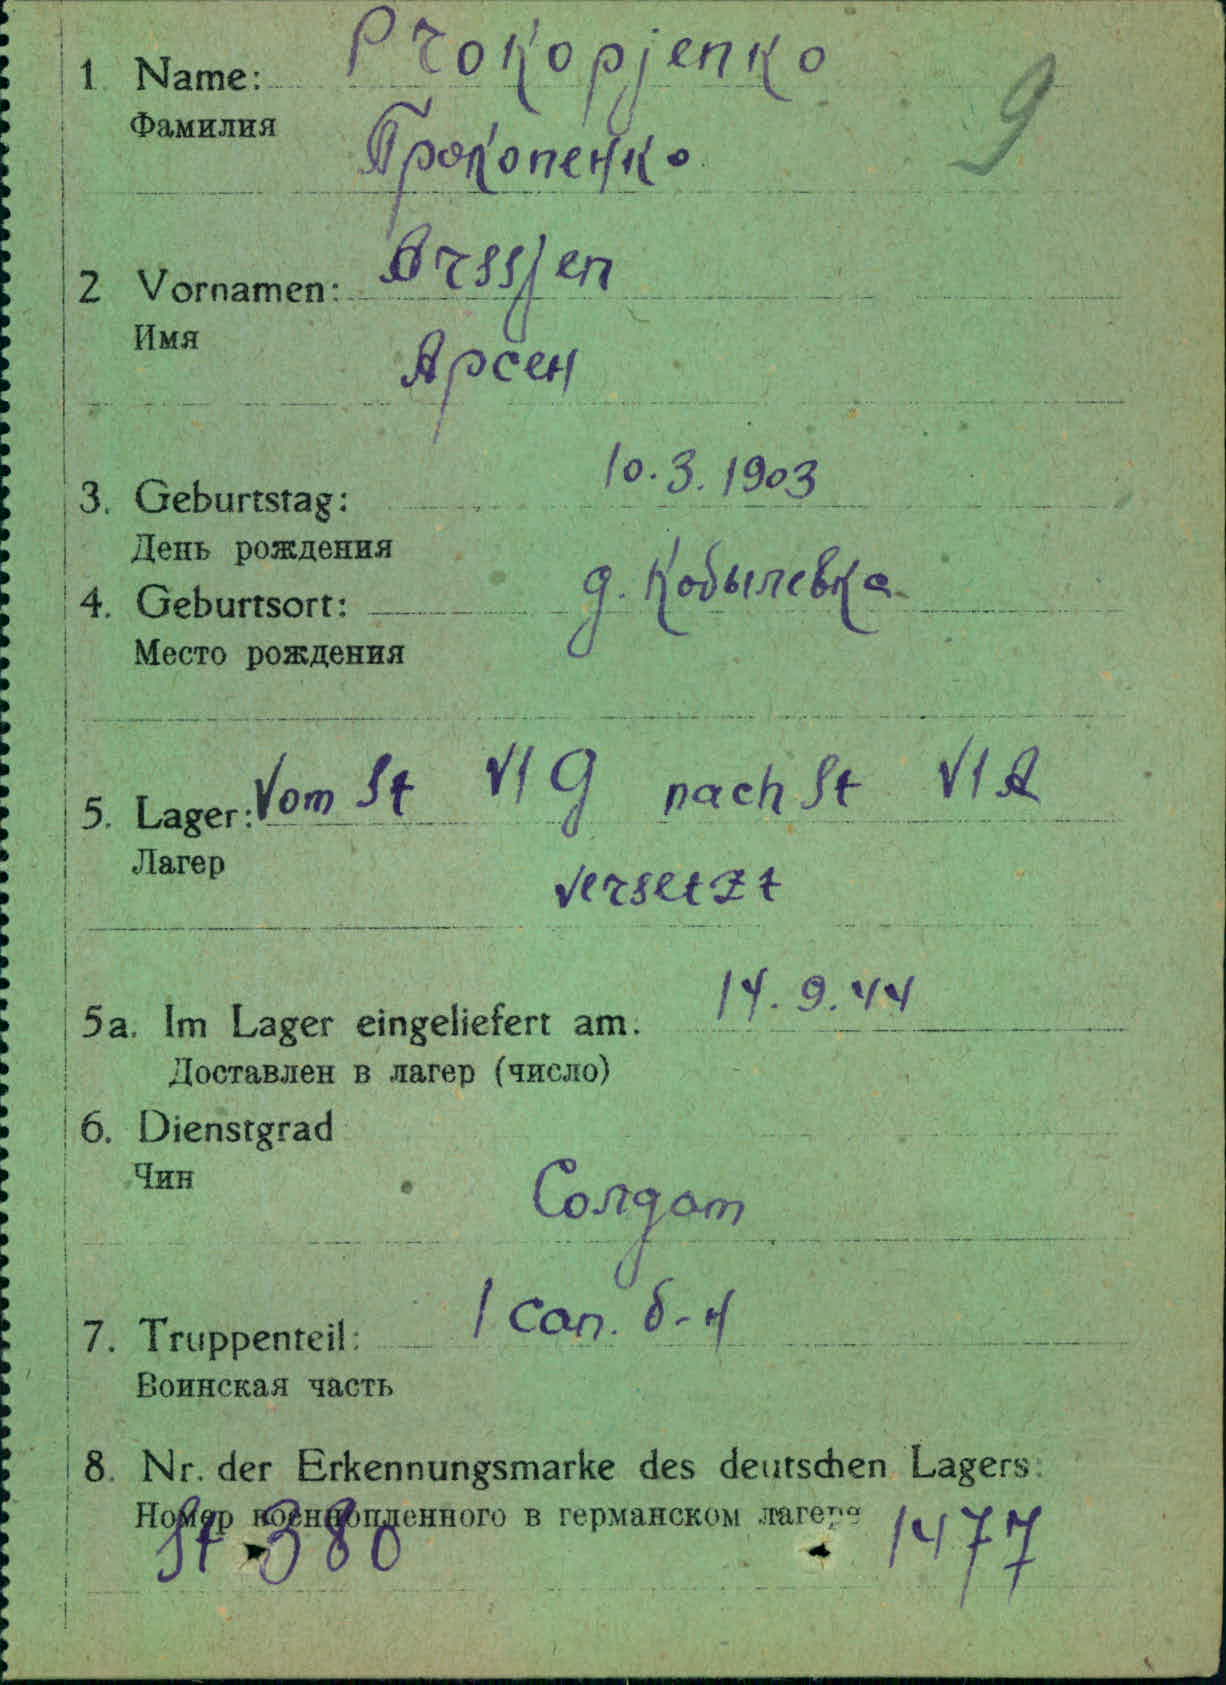 Prokopjenko
1 Name:
9
Фамилия
Прокопенко
Arssjen
2 Vornamen:
Имя
Арсен
10.3.1903
3. Geburtstag:
День рождения
д. Кобылевка
4. Geburtsort:
Место рождения
5. Lager: Vom St VI G nach St VI A
Лагер
versetzt
14.9.44
5a. Im Lager eingeliefert am:
Доставлен в лагер (число)
6. Dienstgrad
Чин
Солдат
7. Truppenteil: 1 сап. б-н
Воинская часть
8. Nr. der Erkennungsmarke des deutschen Lagers:
Номер военнопленного в германском лагере
St 380 1477